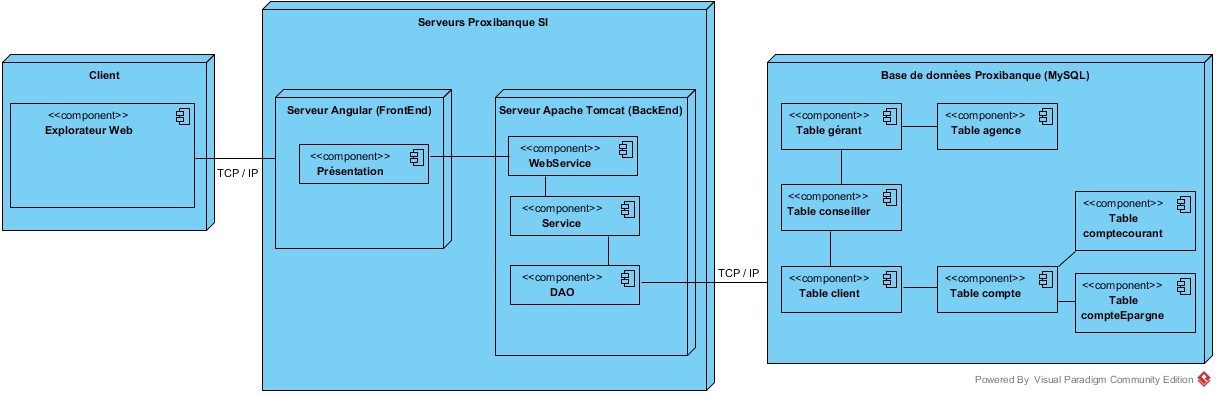 Client
<<component>>
Explorateur Web
TCP / IP
Serveurs Proxibanque SI
Serveur Angular (FrontEnd)
<<component>>
Présentation
Serveur Apache Tomcat (BackEnd)
<<component>>
WebService
<<component>>
Service
<<component>>
DAO
TCP / IP
Base de données Proxibanque (MySQL)
<<component>>
Table gérant
<<component>>
Table agence
<<component>>
Table conseiller
<<component>>
Table
comptecourant
<<component>>
Table client
<<component>>
Table compte
<<component>>
Table
compteEpargne
Powered By Visual Paradigm Community Edition